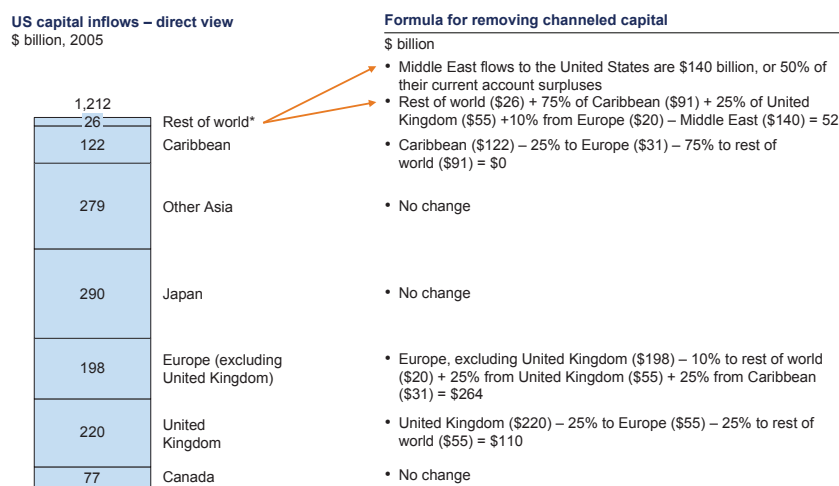 US capital inflows – direct view
$ billion, 2005
Formula for removing channeled capital
$ billion
• Middle East flows to the United States are $140 billion, or 50% of
their current account surpluses
1,212
26
Rest of world*
• Rest of world ($26) + 75% of Caribbean ($91) + 25% of United
Kingdom ($55) +10% from Europe ($20) – Middle East ($140) = 52
122
Caribbean
• Caribbean ($122) – 25% to Europe ($31) – 75% to rest of
world ($91) = $0
279
Other Asia
• No change
290
Japan
• No change
198
Europe (excluding
United Kingdom)
• Europe, excluding United Kingdom ($198) – 10% to rest of world
($20) + 25% from United Kingdom ($55) + 25% from Caribbean
($31) = $264
220
United
Kingdom
• United Kingdom ($220) – 25% to Europe ($55) – 25% to rest of
world ($55) = $110
77
Canada
• No change